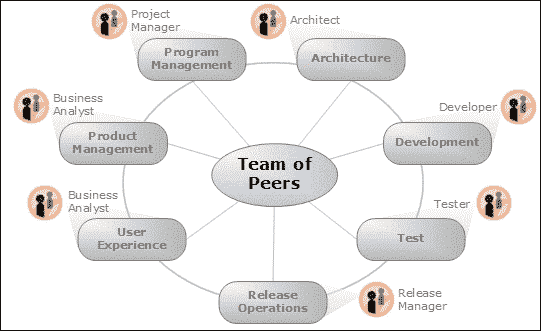 Project
Manager
Program
Management
Architect
Architecture
Business
Analyst
Product
Management
Developer
Development
Team of
Peers
Business
Analyst
User
Experience
Tester
Test
Release
Operations
Release
Manager